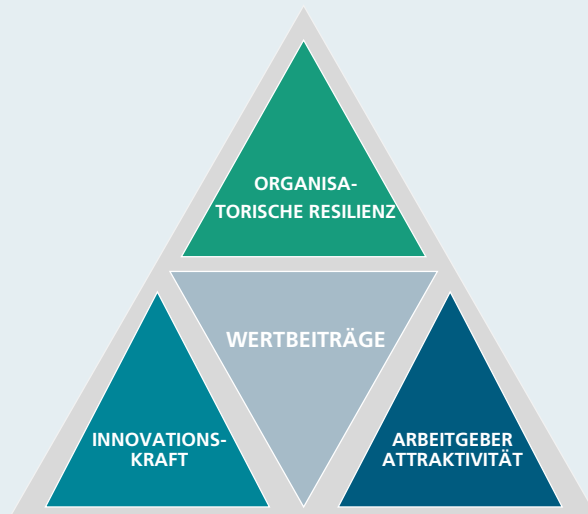 ORGANISA-
TORISCHE RESILIENZ
WERTBEITRÄGE
INNOVATIONS-
KRAFT
ARBEITGEBER
ATTRAKTIVITÄT